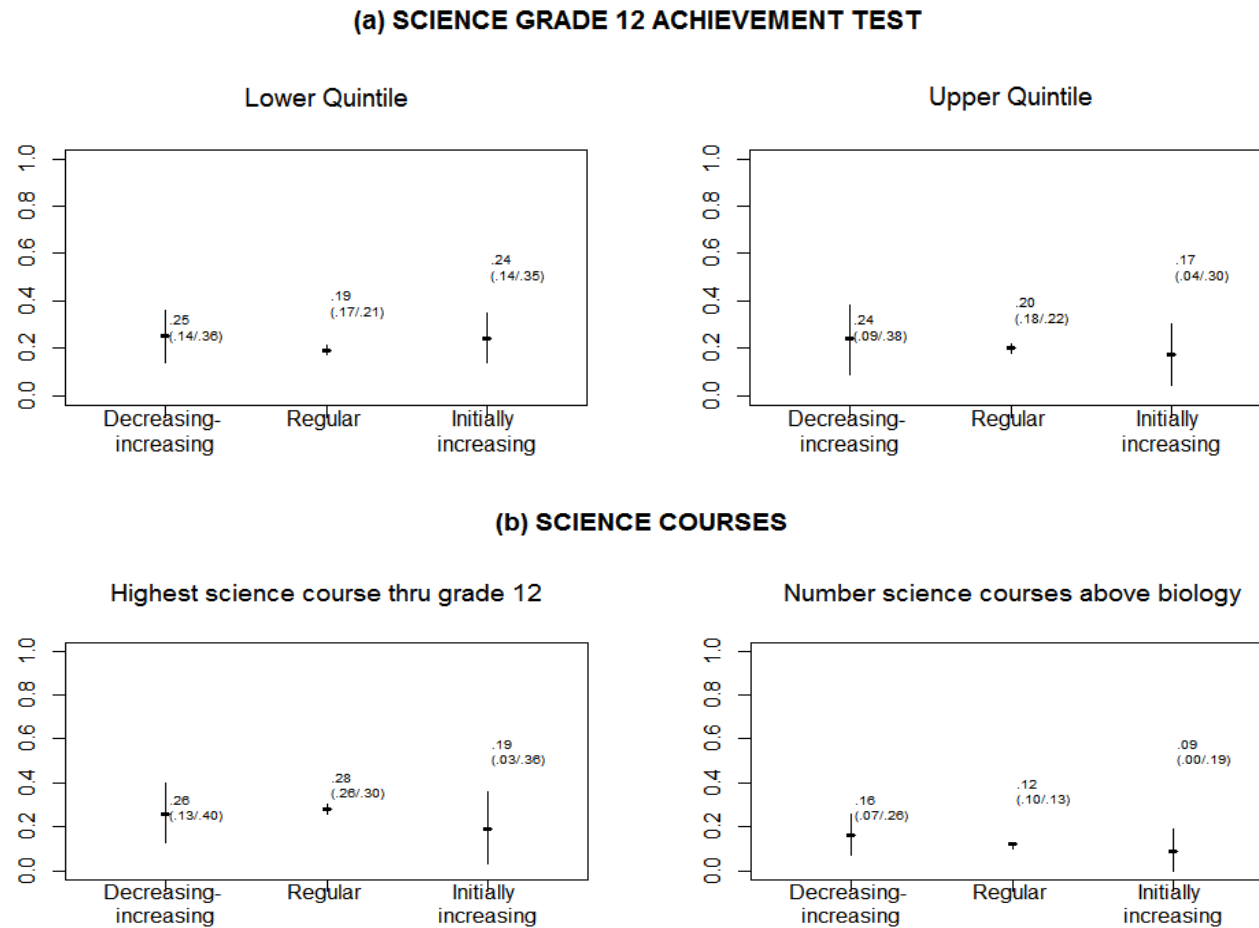 (a) SCIENCE GRADE 12 ACHIEVEMENT TEST
Lower Quintile
1.0
0.8
0.6
0.4
0.2
0.0
.25
(.14/.36)
.19
(.17/.21)
.24
(.14/.35)
Decreasing-
increasing
Regular
Initially
increasing
Upper Quintile
1.0
0.8
0.6
0.4
0.2
0.0
.24
(.09/.38)
.20
(.18/.22)
.17
(.04/.30)
Decreasing-
increasing
Regular
Initially
increasing
(b) SCIENCE COURSES
Highest science course thru grade 12
1.0
0.8
0.6
0.4
0.2
0.0
.26
(.13/.40)
.28
(.26/.30)
.19
(.03/.36)
Decreasing-
increasing
Regular
Initially
increasing
Number science courses above biology
1.0
0.8
0.6
0.4
0.2
0.0
.16
(.07/.26)
.12
(.10/.13)
.09
(.00/.19)
Decreasing-
increasing
Regular
Initially
increasing